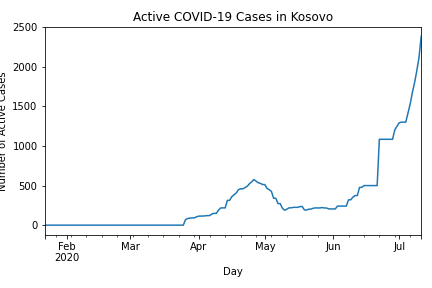 Active COVID-19 Cases in Kosovo
Number of Active Cases
2500
2000
1500
1000
500
0
Feb
2020
Mar
Apr
May
Jun
Jul
Day